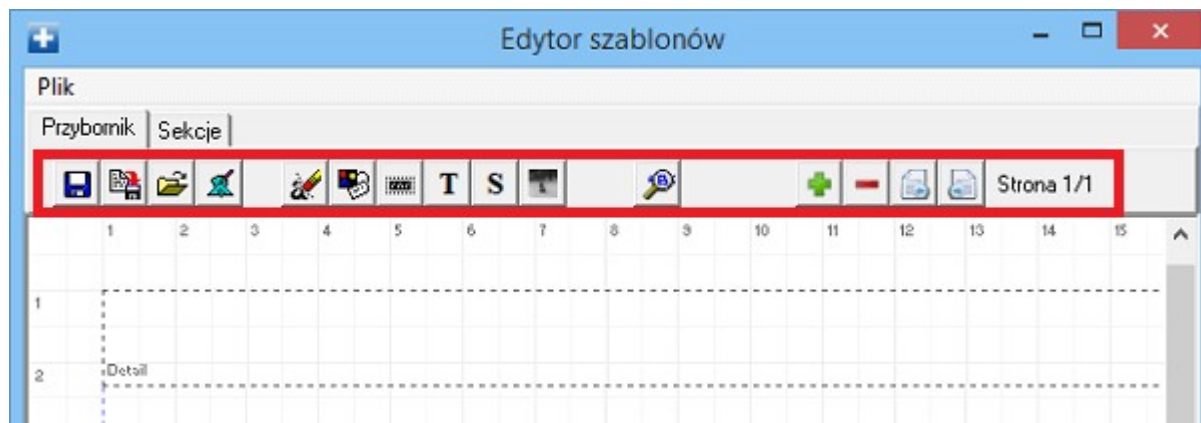 Edytor szablonów
Plik
Przybornik Sekcje
T S B Strona 1/1
1 2 3 4 5 6 7 8 9 10 11 12 13 14 15
1
Detail
2